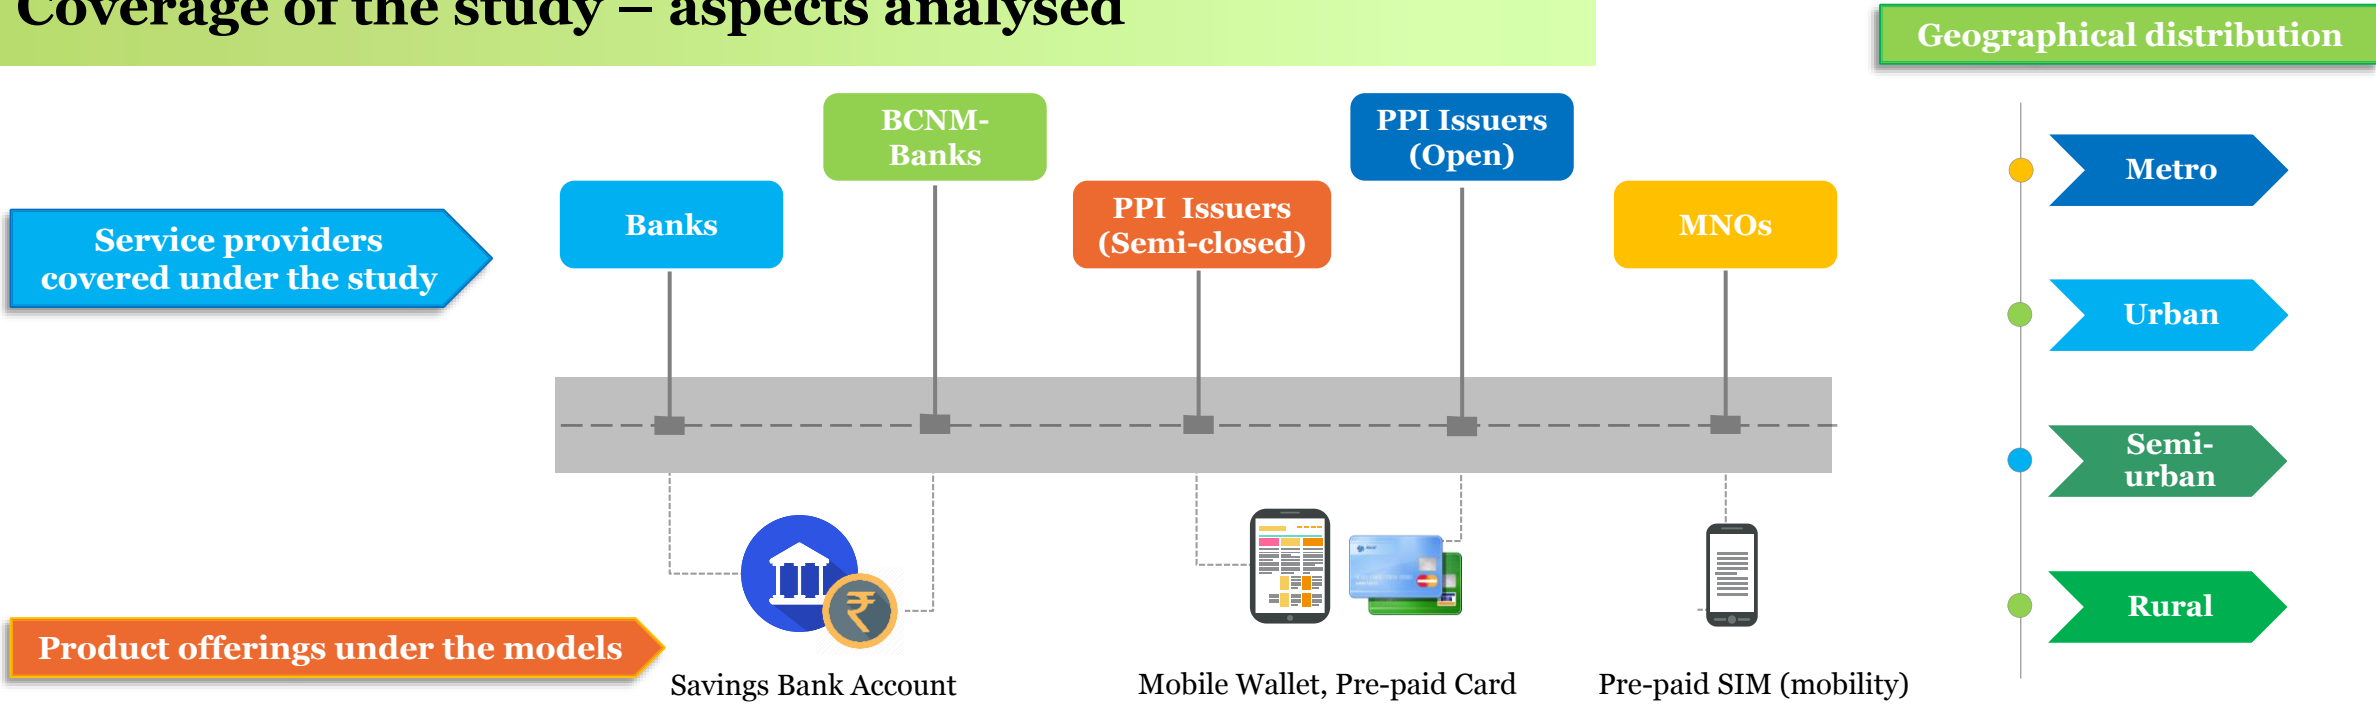 Coverage of the study – aspects analysed
Geographical distribution
BCNM-
Banks
PPI Issuers
(Open)
Banks
PPI Issuers
(Semi-closed)
MNOs
Service providers
covered under the study
Metro
Urban
Semi-
urban
Rural
₹
Product offerings under the models
Savings Bank Account
Mobile Wallet, Pre-paid Card
Pre-paid SIM (mobility)